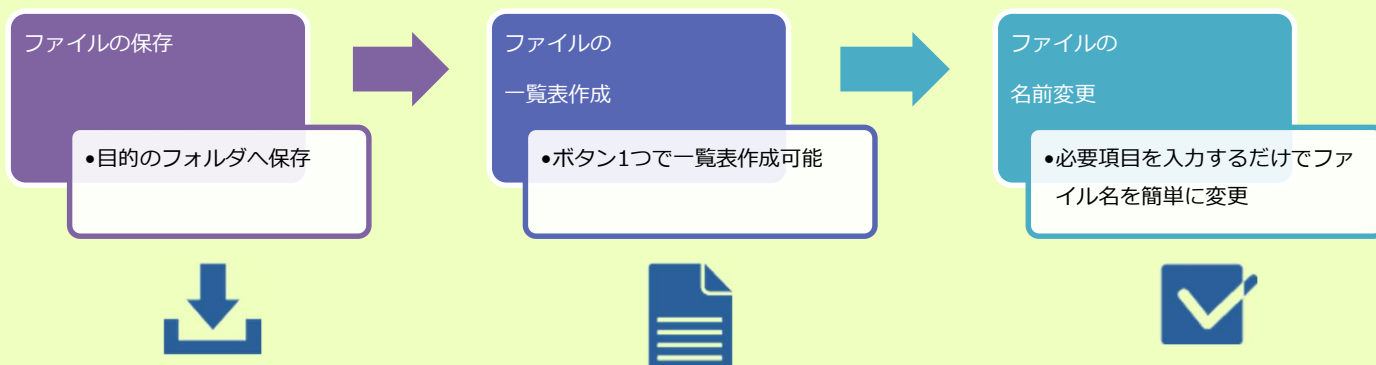 ファイルの保存
•目的のフォルダへ保存
ファイルの
一覧表作成
•ボタン1つで一覧表作成可能
ファイルの
名前変更
•必要項目を入力するだけでファ
イル名を簡単に変更